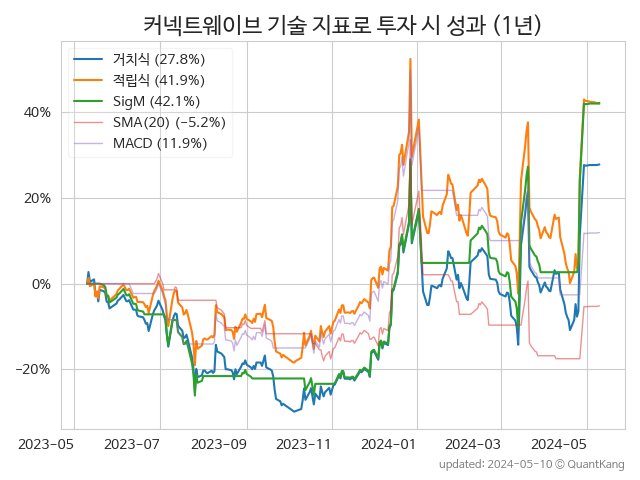 커넥트웨이브 기술 지표로 투자 시 성과 (1년)
거치식 (27.8%)
적립식 (41.9%)
SigM (42.1%)
SMA(20) (−5.2%)
MACD (11.9%)
40%
20%
0%
−20%
2023-05 2023-07 2023-09 2023-11 2024-01 2024-03 2024-05
updated: 2024-05-10 © QuantKang